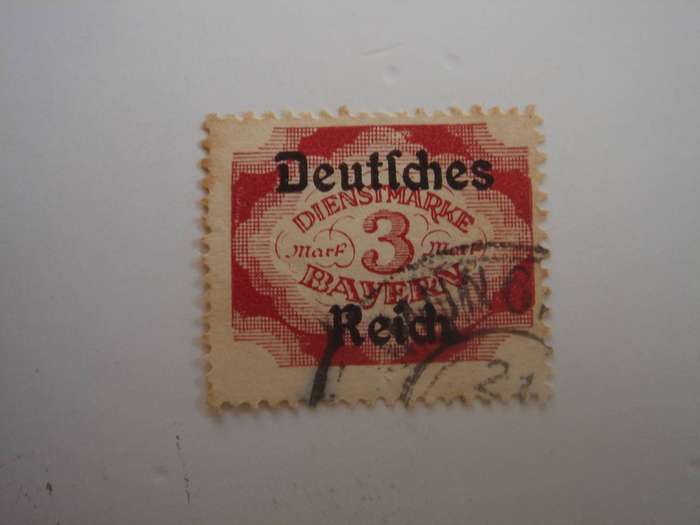 Deutſches
DIENSTMARKE
Mark 3 Mark
BAYERN
Reich